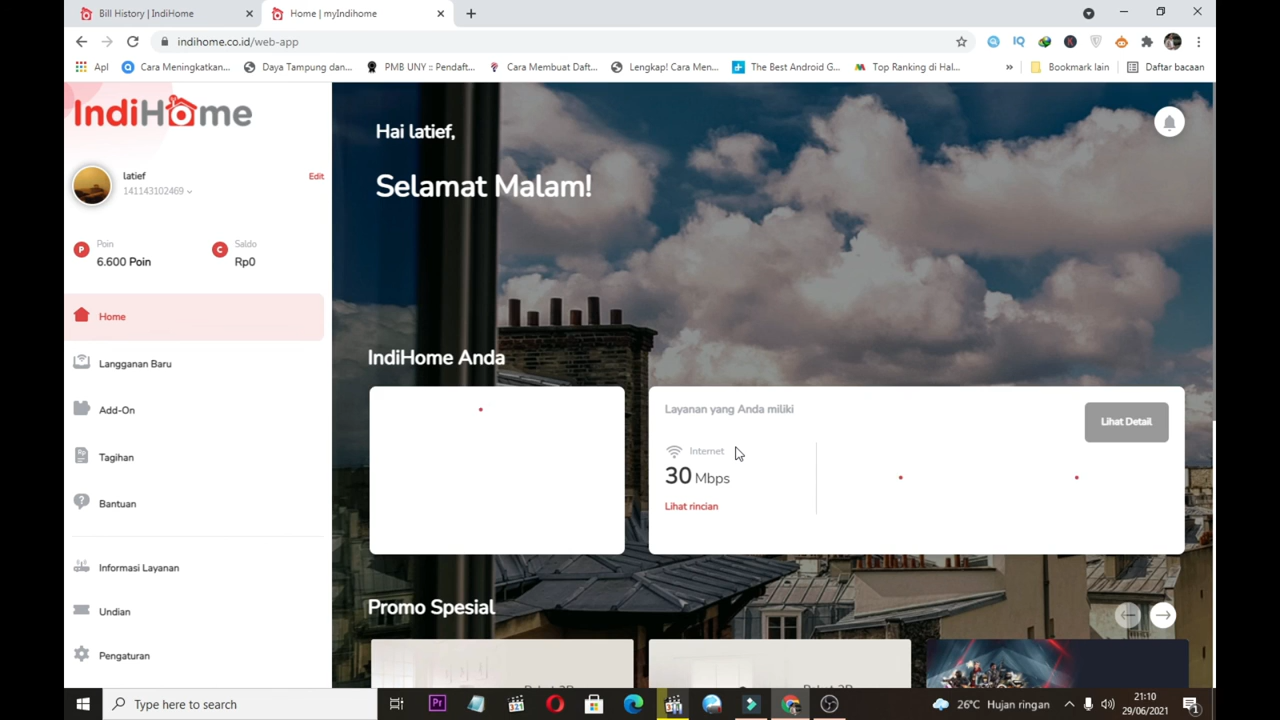 Bill History | IndiHome
Home | myIndihome
indihome.co.id/web-app
Apl
Cara Meningkatkan...
Daya Tampung dan...
PMB UNY :: Pendaft...
Cara Membuat Daft...
Lengkap! Cara Men...
The Best Android G...
Top Ranking di Hal...
»
Bookmark lain
Daftar bacaan
IndiHome
latief
Edit
141143102469
P
Poin
6.600 Poin
C
Saldo
Rp0
Home
Langganan Baru
Add-On
Tagihan
Bantuan
Informasi Layanan
Undian
Pengaturan
Hai latief,
Selamat Malam!
IndiHome Anda
Layanan yang Anda miliki
Lihat Detail
Internet
30 Mbps
Lihat rincian
Promo Spesial
Type here to search
Pr
26°C Hujan ringan
21:10
29/06/2021
1